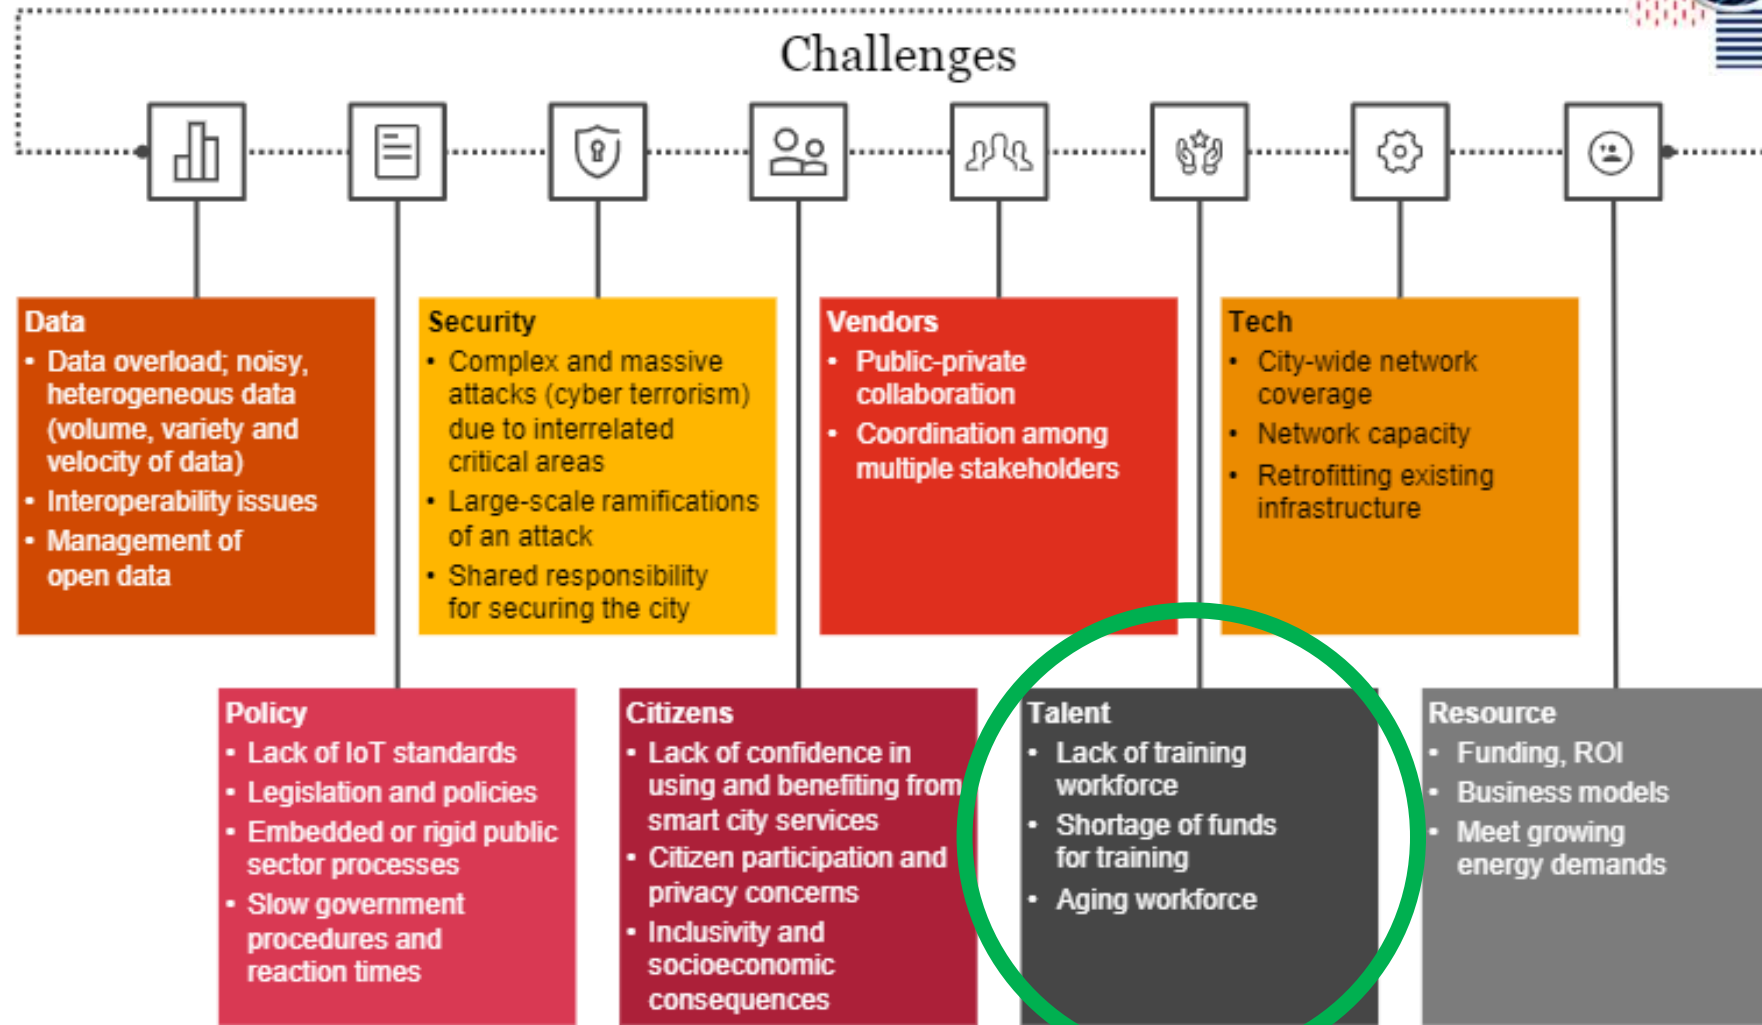 Challenges
Data
• Data overload; noisy,
heterogeneous data
(volume, variety and
velocity of data)
• Interoperability issues
• Management of
open data
Security
• Complex and massive
attacks (cyber terrorism)
due to interrelated
critical areas
• Large-scale ramifications
of an attack
• Shared responsibility
for securing the city
Vendors
• Public-private
collaboration
• Coordination among
multiple stakeholders
Tech
• City-wide network
coverage
• Network capacity
• Retrofitting existing
infrastructure
Policy
• Lack of IoT standards
• Legislation and policies
• Embedded or rigid public
sector processes
• Slow government
procedures and
reaction times
Citizens
• Lack of confidence in
using and benefiting from
smart city services
• Citizen participation and
privacy concerns
• Inclusivity and
socioeconomic
consequences
Talent
• Lack of training
workforce
• Shortage of funds
for training
• Aging workforce
Resource
• Funding, ROI
• Business models
• Meet growing
energy demands